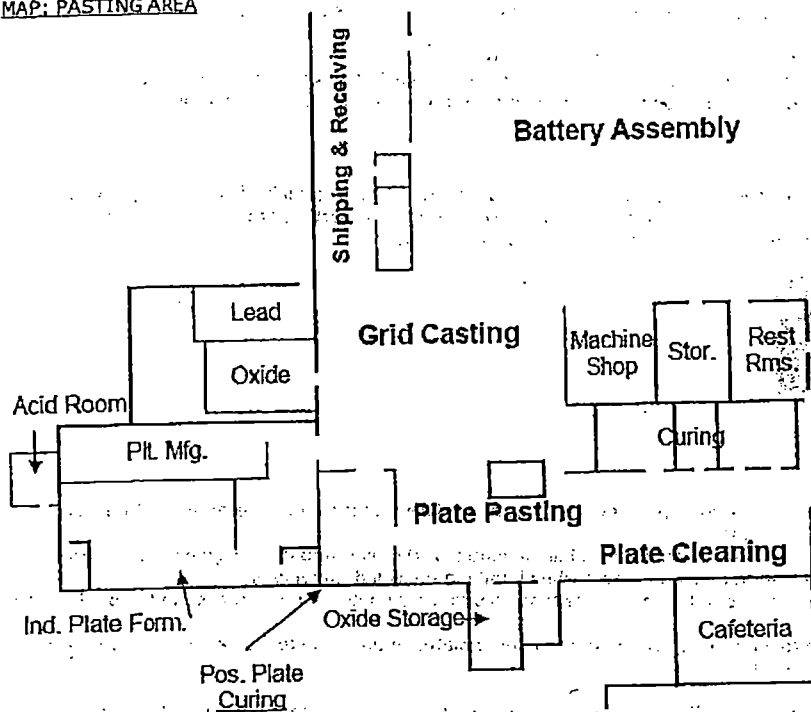 MAP: PASTING AREA
Shipping & Receiving
Battery Assembly
Lead
Grid Casting
Machine
Shop
Stor.
Rest
Rms.
Oxide
Acid Room
Plt. Mfg.
Curing
Plate Pasting
Plate Cleaning
Ind. Plate Form.
Oxide Storage
Cafeteria
Pos. Plate
Curing